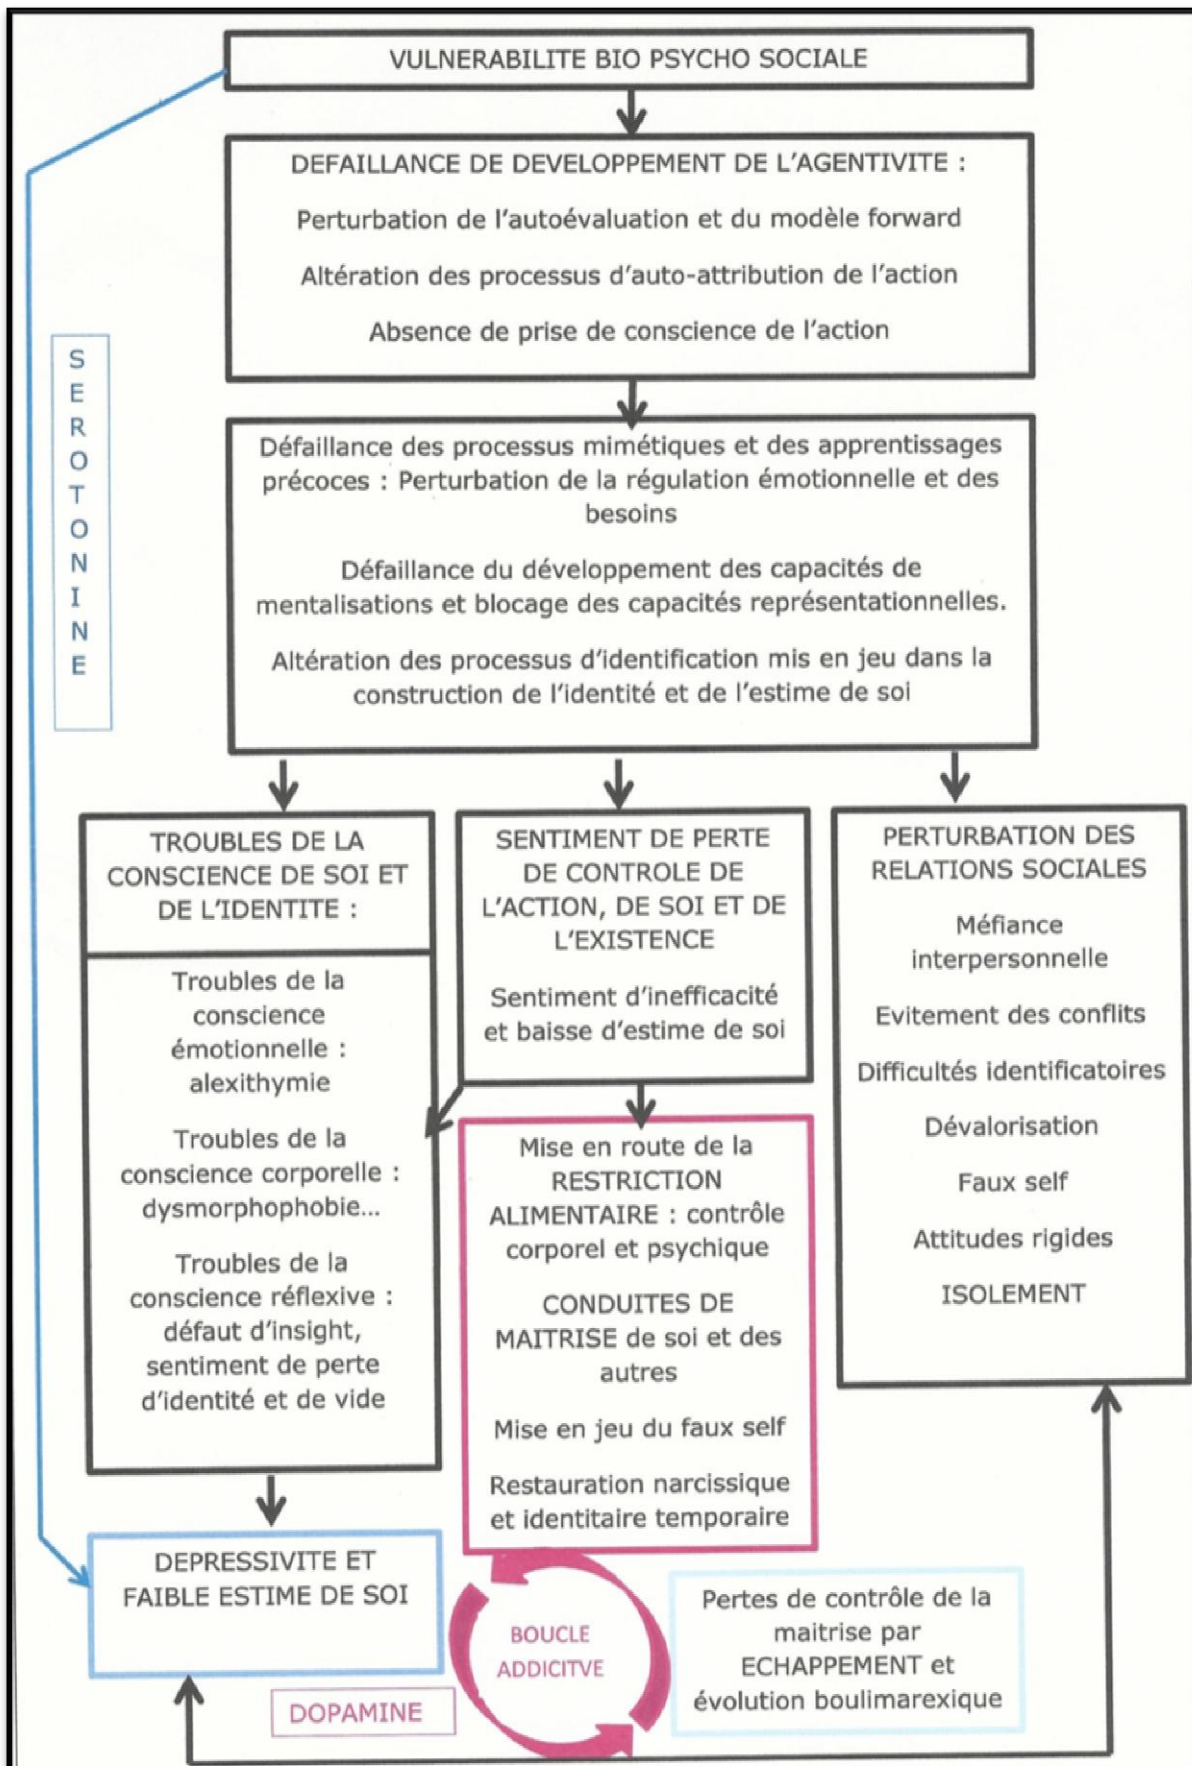 VULNERABILITE BIO PSYCHO SOCIALE
DEFAILLANCE DE DEVELOPPEMENT DE L'AGENTIVITE :
Perturbation de l'autoévaluation et du modèle forward
Altération des processus d'auto-attribution de l'action
Absence de prise de conscience de l'action
S
E
R
O
T
O
N
I
N
E
Défaillance des processus mimétiques et des apprentissages
précoces : Perturbation de la régulation émotionnelle et des
besoins
Défaillance du développement des capacités de
mentalisations et blocage des capacités représentationnelles.
Altération des processus d'identification mis en jeu dans la
construction de l'identité et de l'estime de soi
TROUBLES DE LA
CONSCIENCE DE SOI ET
DE L'IDENTITE :
Troubles de la
conscience
émotionnelle :
alexithymie
Troubles de la
conscience corporelle :
dysmorphophobie...
Troubles de la
conscience réflexive :
défaut d'insight,
sentiment de perte
d'identité et de vide
SENTIMENT DE PERTE
DE CONTROLE DE
L'ACTION, DE SOI ET DE
L'EXISTENCE
Sentiment d'inefficacité
et baisse d'estime de soi
Mise en route de la
RESTRICTION
ALIMENTAIRE : contrôle
corporel et psychique
CONDUITES DE
MAITRISE de soi et des
autres
Mise en jeu du faux self
Restauration narcissique
et identitaire temporaire
PERTURBATION DES
RELATIONS SOCIALES
Méfiance
interpersonnelle
Evitement des conflits
Difficultés identificatoires
Dévalorisation
Faux self
Attitudes rigides
ISOLEMENT
DEPRESSIVITE ET
FAIBLE ESTIME DE SOI
BOUCLE
ADDICITVE
DOPAMINE
Pertes de contrôle de la
maitrise par
ECHAPPEMENT et
évolution boulimarexique